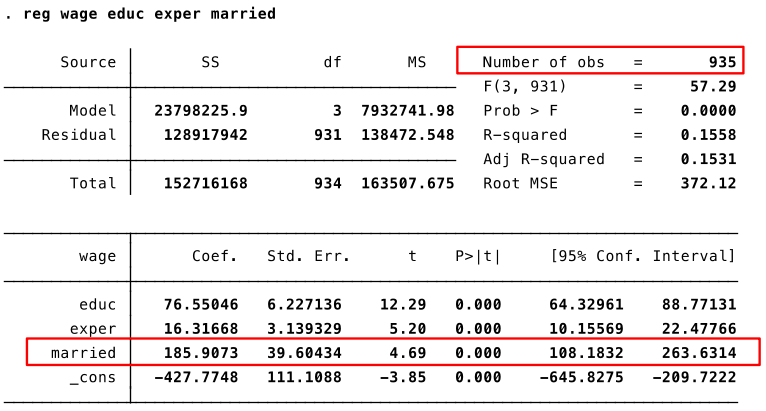 . reg wage educ exper married
Source SS df MS Number of obs = 935
F(3, 931) = 57.29
Model 23798225.9 3 7932741.98 Prob > F = 0.0000
Residual 128917942 931 138472.548 R-squared = 0.1558
Adj R-squared = 0.1531
Total 152716168 934 163507.675 Root MSE = 372.12
wage Coef. Std. Err. t P>|t| [95% Conf. Interval]
educ 76.55046 6.227136 12.29 0.000 64.32961 88.77131
exper 16.31668 3.139329 5.20 0.000 10.15569 22.47766
married 185.9073 39.60434 4.69 0.000 108.1832 263.6314
_cons -427.7748 111.1088 -3.85 0.000 -645.8275 -209.7222